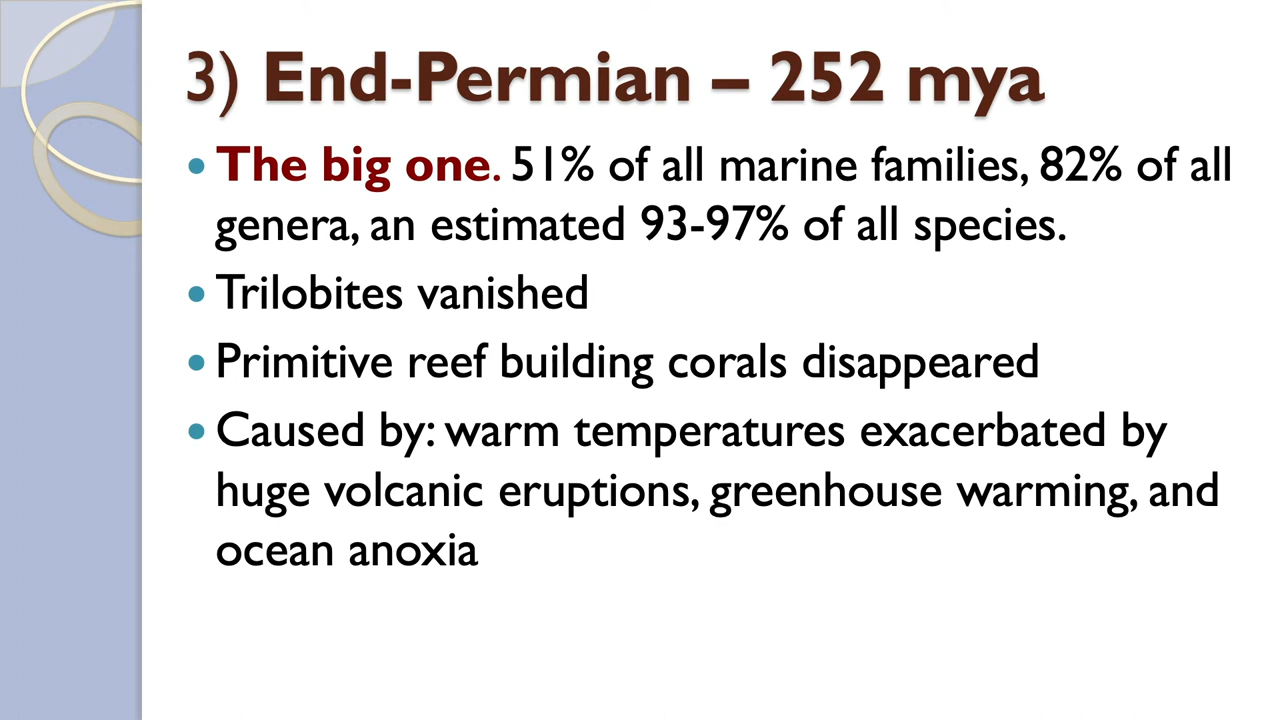 3) End-Permian – 252 mya
• The big one. 51% of all marine families, 82% of all
genera, an estimated 93-97% of all species.
• Trilobites vanished
• Primitive reef building corals disappeared
• Caused by: warm temperatures exacerbated by
huge volcanic eruptions, greenhouse warming, and
ocean anoxia